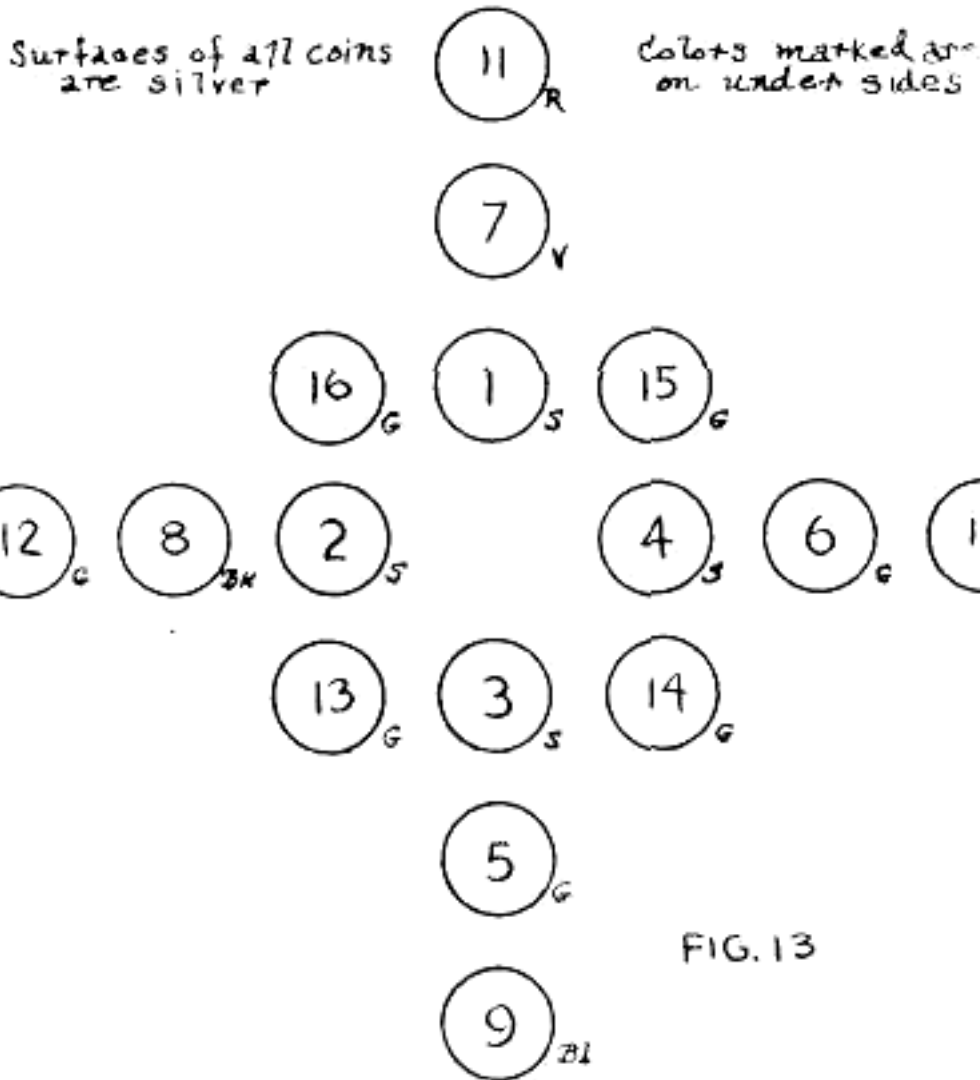 Surfaces of all coins
are silver
Colors marked are
on under sides
11
R
7
V
16 G 1 S 15 G
12 G 8 BK 2 S 4 S 6 G
13 G 3 S 14 G
5 G
FIG. 13
9 Bl